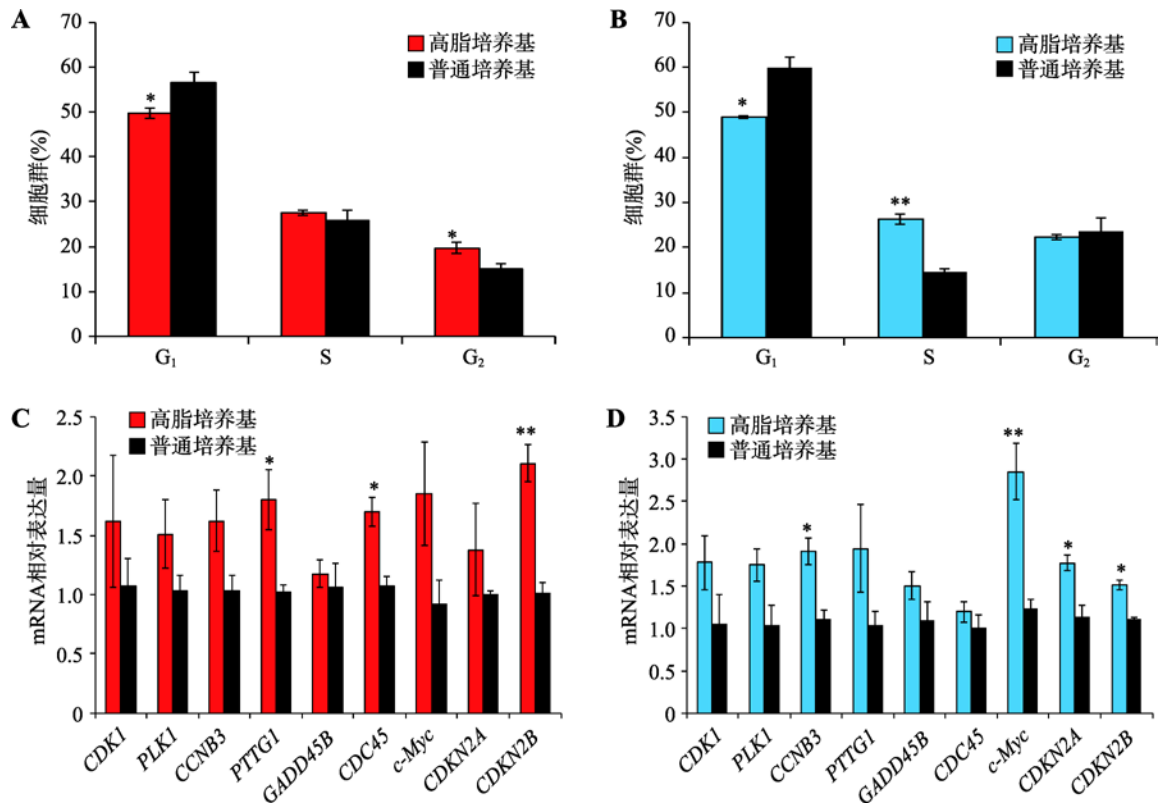 A
70
60
50
40
30
20
10
0
细胞群(%)
高脂培养基
普通培养基
*
*
G₁
S
G₂
B
70
60
50
40
30
20
10
0
细胞群(%)
高脂培养基
普通培养基
*
**
G₁
S
G₂
C
2.5
2.0
1.5
1.0
0.5
0
mRNA相对表达量
高脂培养基
普通培养基
*
*
**
CDK1
PLK1
CCNB3
PTTG1
GADD45B
CDC45
c-Myc
CDKN2A
CDKN2B
D
3.5
3.0
2.5
2.0
1.5
1.0
0.5
0
mRNA相对表达量
高脂培养基
普通培养基
*
**
*
*
CDK1
PLK1
CCNB3
PTTG1
GADD45B
CDC45
c-Myc
CDKN2A
CDKN2B